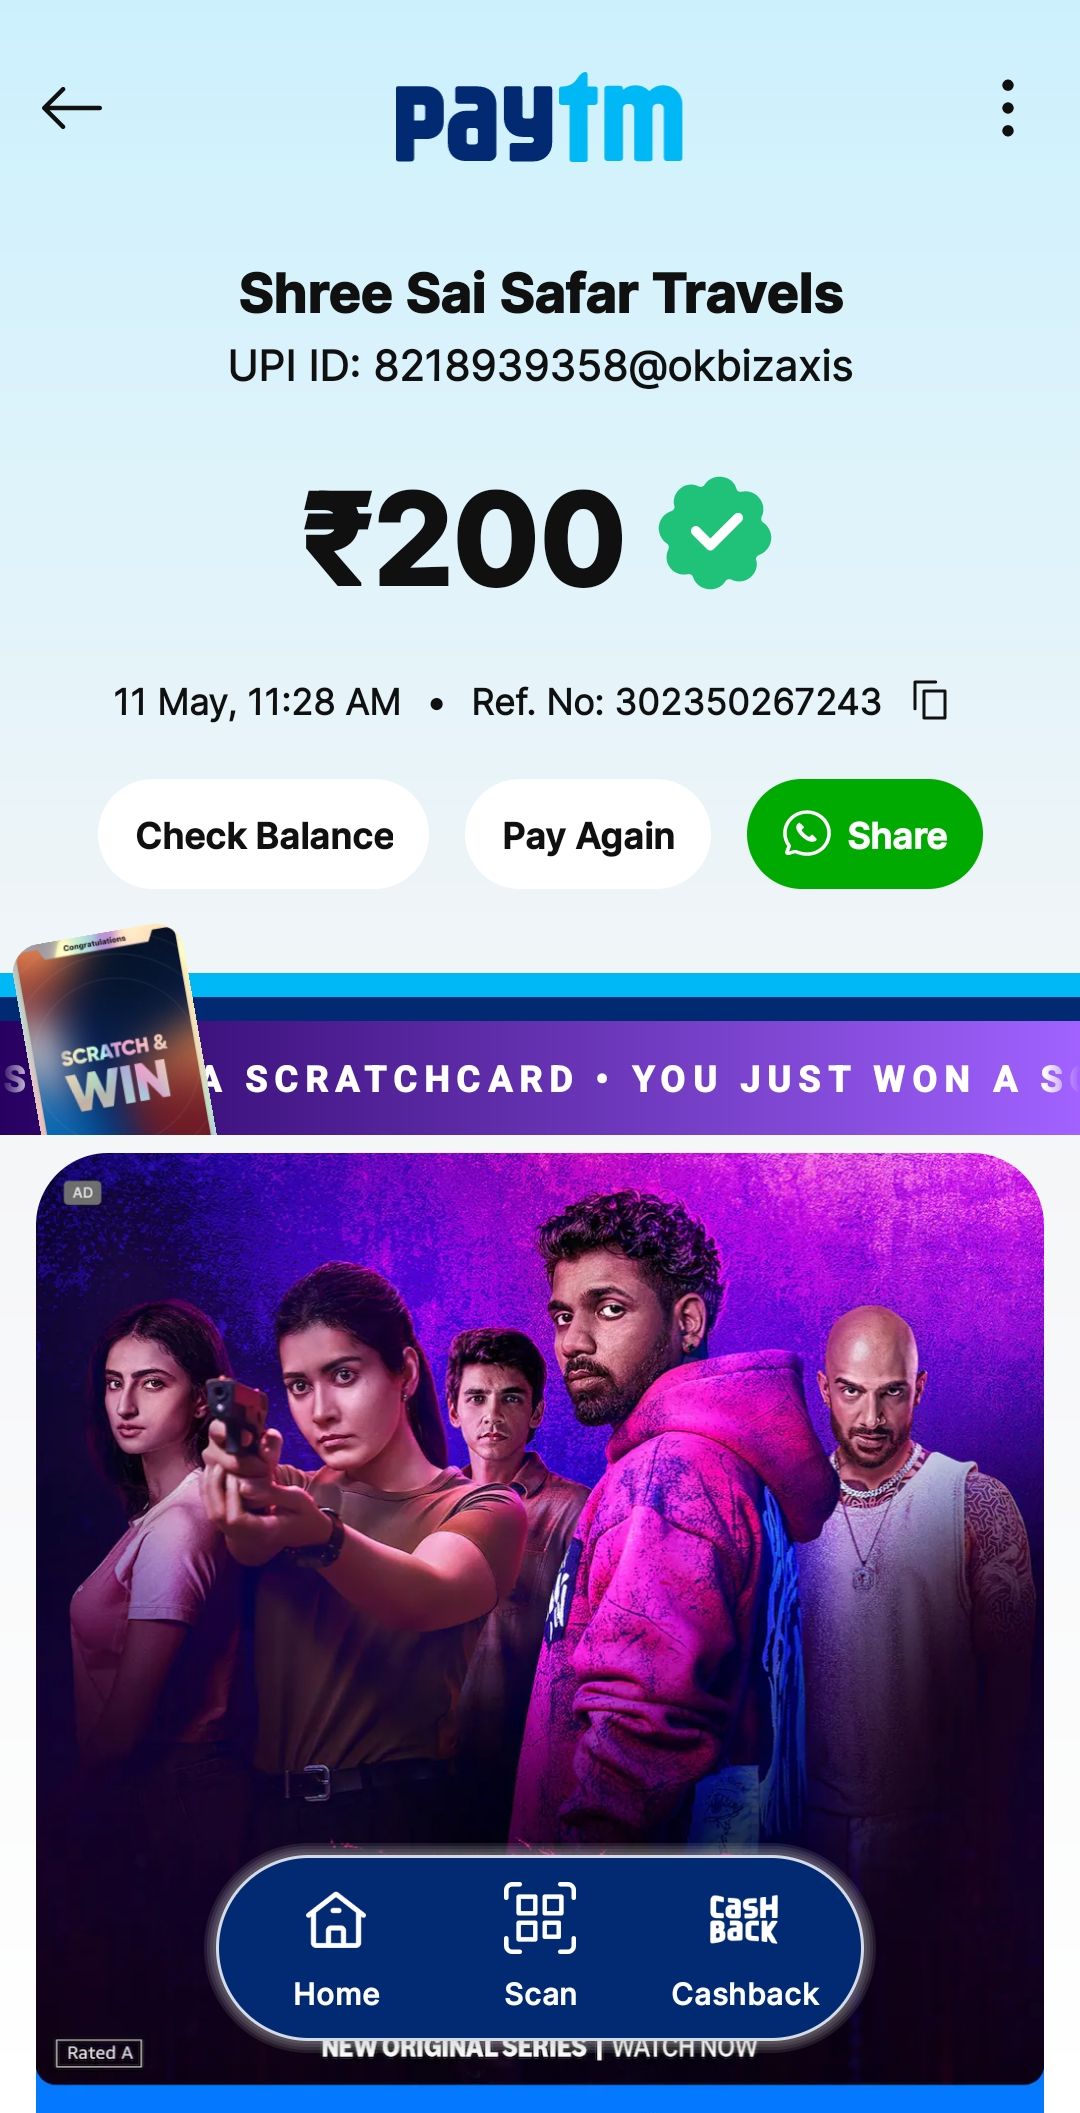 paytm
Shree Sai Safar Travels
UPI ID: 8218939358@okbizaxis
₹200
11 May, 11:28 AM • Ref. No: 302350267243
Check Balance
Pay Again
Share
Congratulations
SCRATCH &
WIN
A SCRATCHCARD • YOU JUST WON A S
AD
Home
Scan
CASH
BACK
Cashback
Rated A
NEW ORIGINAL SERIES | WATCH NOW